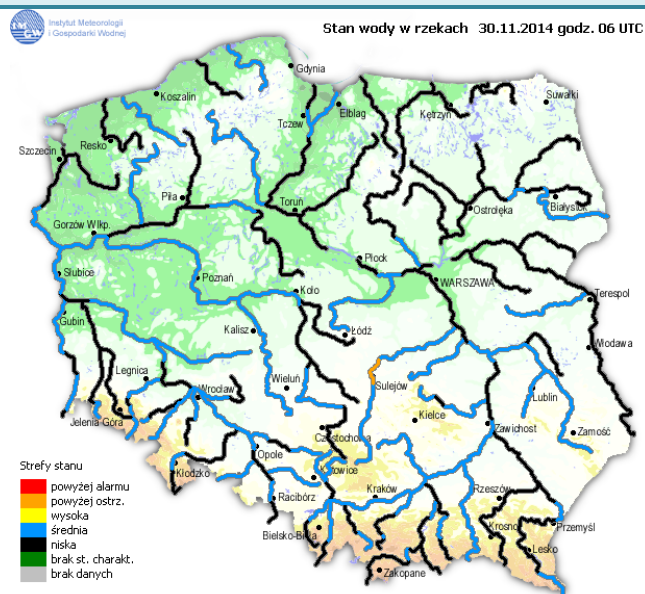 Instytut Meteorologii
i Gospodarki Wodnej
Stan wody w rzekach 30.11.2014 godz. 06 UTC
Gdynia
Koszalin
Suwałki
Tczew
Elbląg
Kętrzyn
Resko
Szczecin
Piła
Toruń
Ostrołęka
Białystok
Gorzów Wlkp.
Płock
Słubice
Poznań
WARSZAWA
Koło
Terespol
Gubin
Kalisz
Łódź
Włodawa
Legnica
Wieluń
Sulejów
Wrocław
Lublin
Jelenia Góra
Kielce
Częstochowa
Zawichost
Zamość
Opole
Kłodzko
Katowice
Racibórz
Kraków
Rzeszów
Bielsko-Biała
Krosno
Przemyśl
Lesko
Zakopane
Strefy stanu
powyżej alarmu
powyżej ostrz.
wysoka
średnia
niska
brak st. charakt.
brak danych